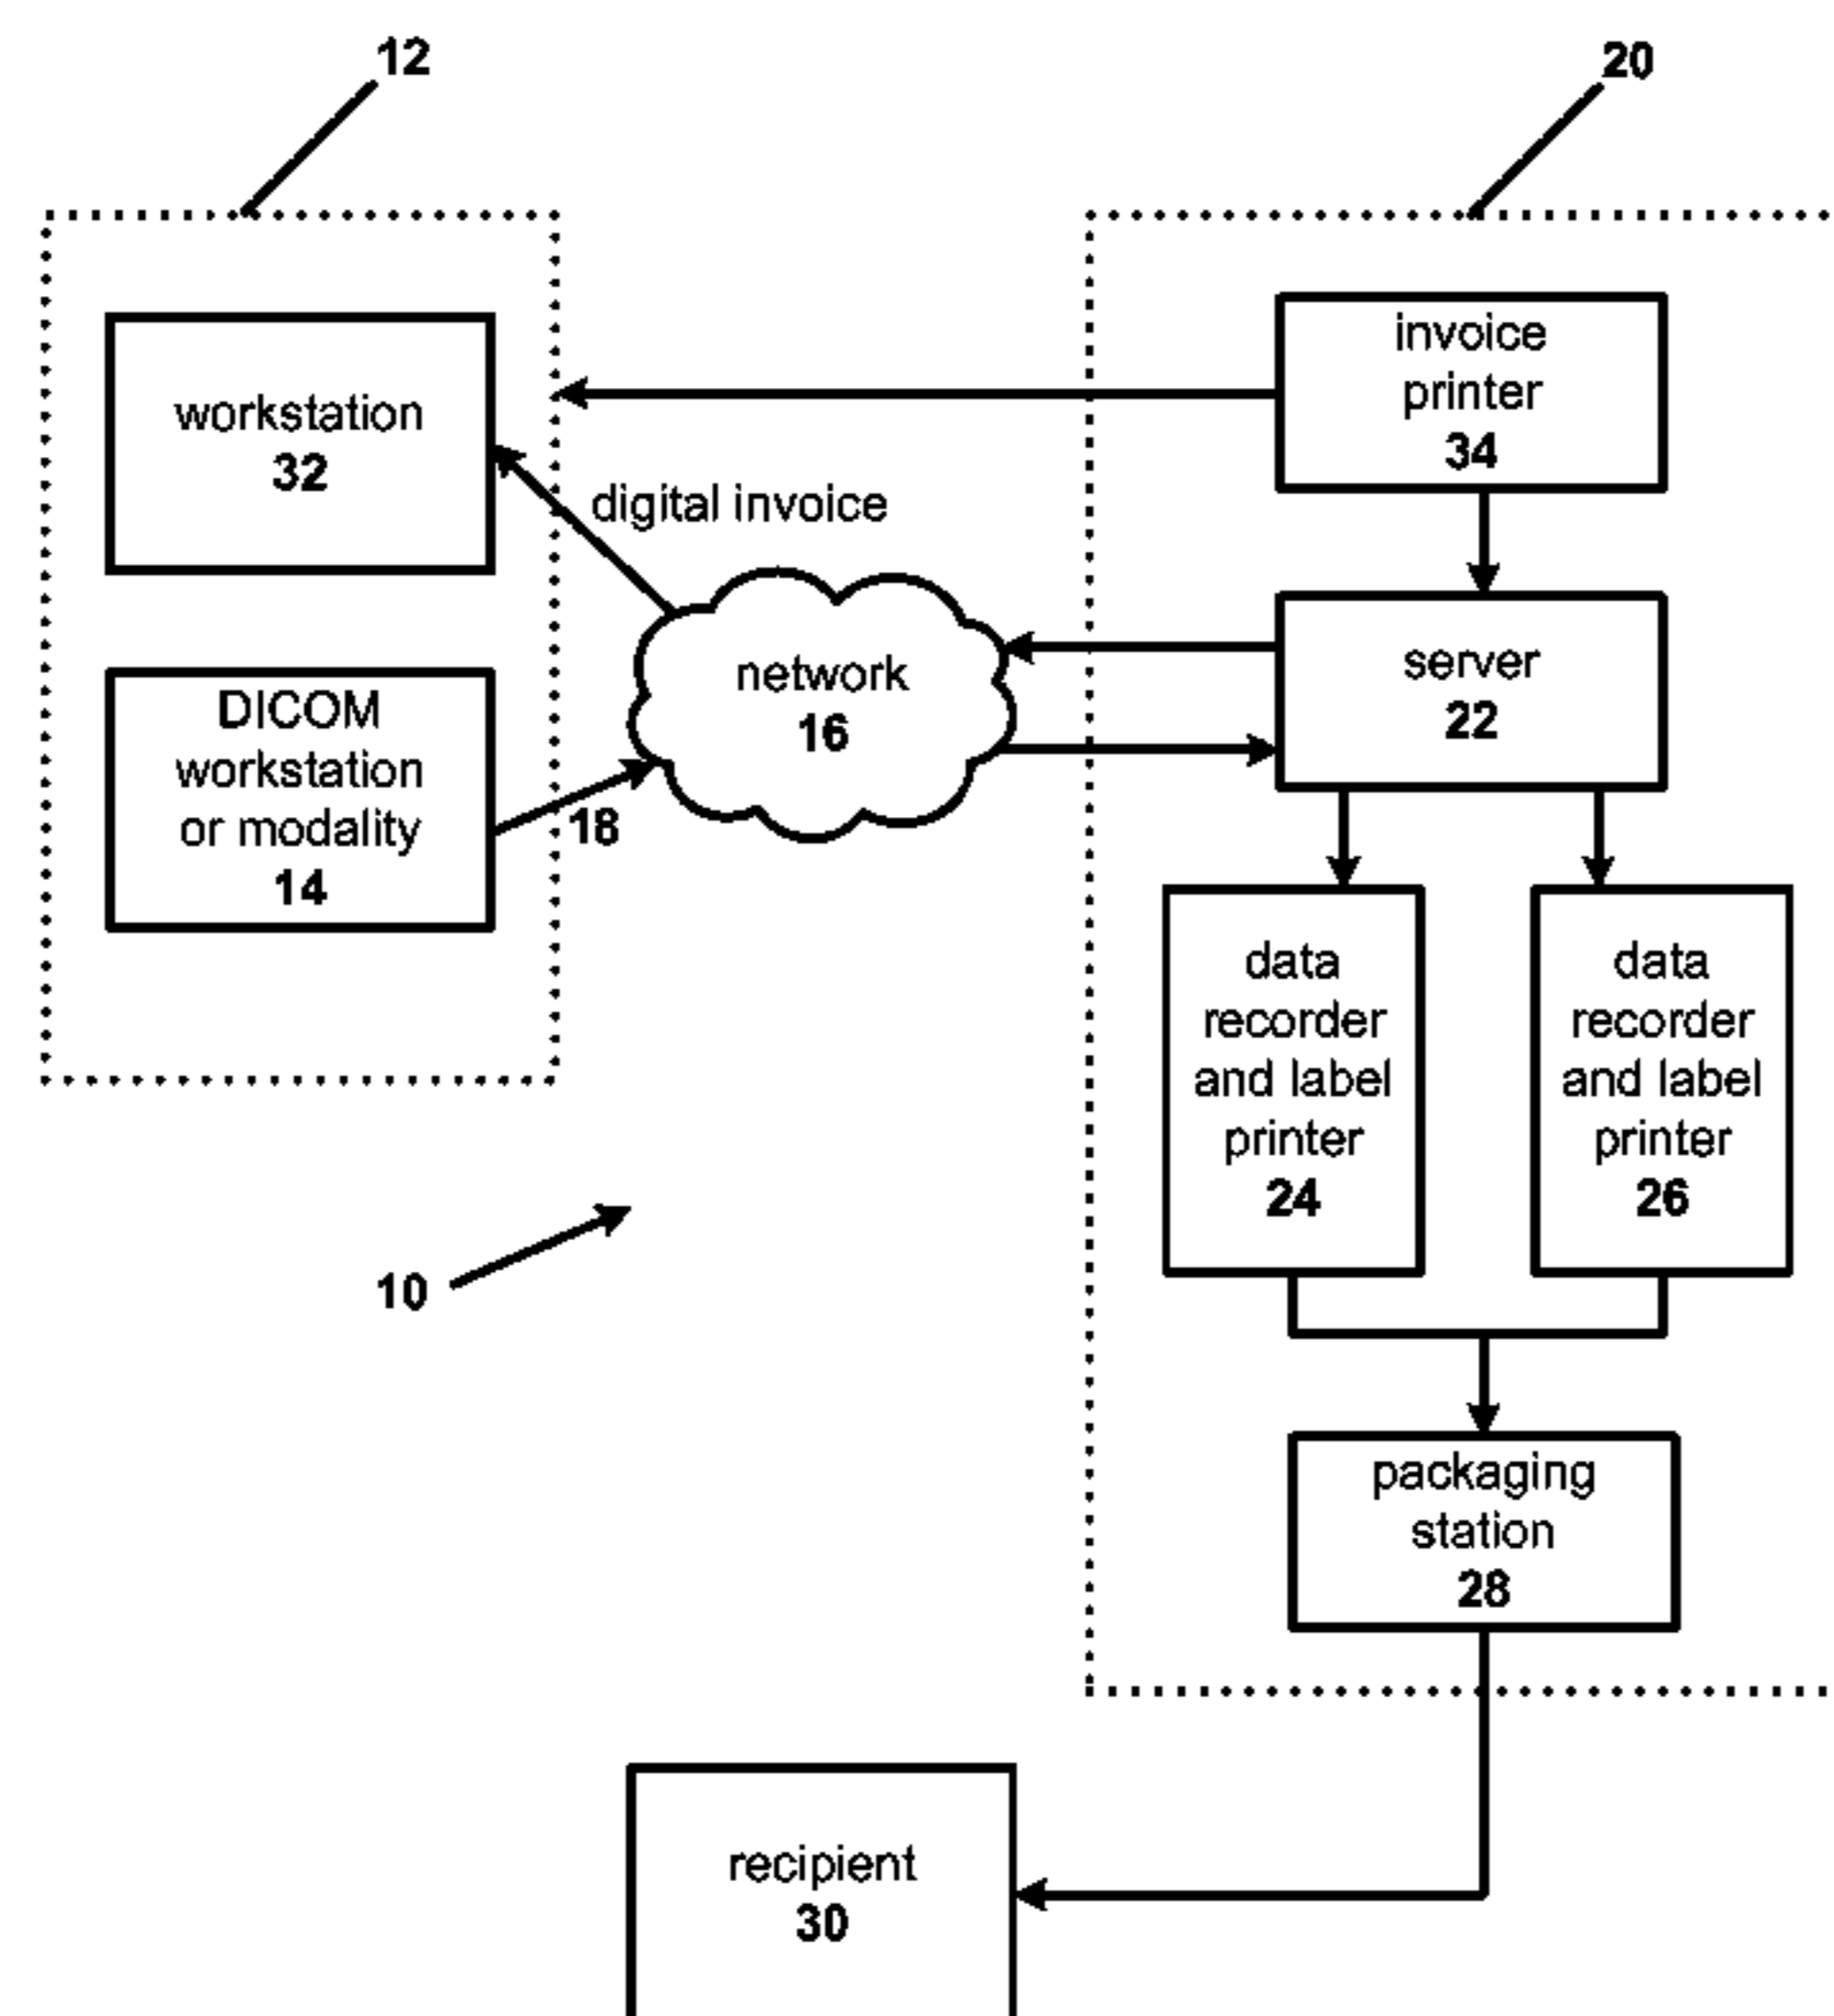 12
20
workstation
32
invoice
printer
34
digital invoice
network
16
server
22
DICOM
workstation
or modality
14
18
data
recorder
and label
printer
24
data
recorder
and label
printer
26
10
packaging
station
28
recipient
30